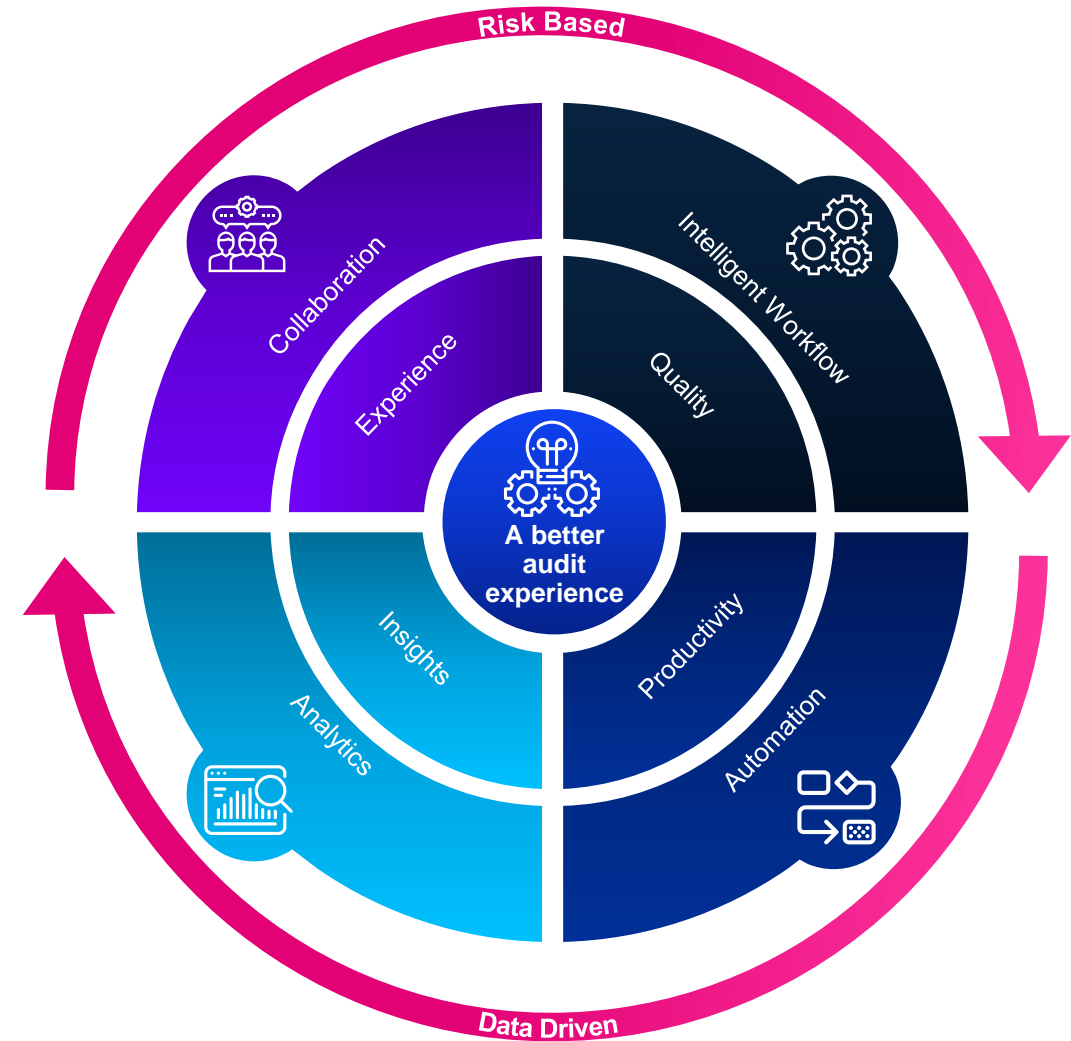 Risk Based
Collaboration
Experience
Intelligent Workflow
Quality
A better
audit
experience
Insights
Analytics
Productivity
Automation
Data Driven